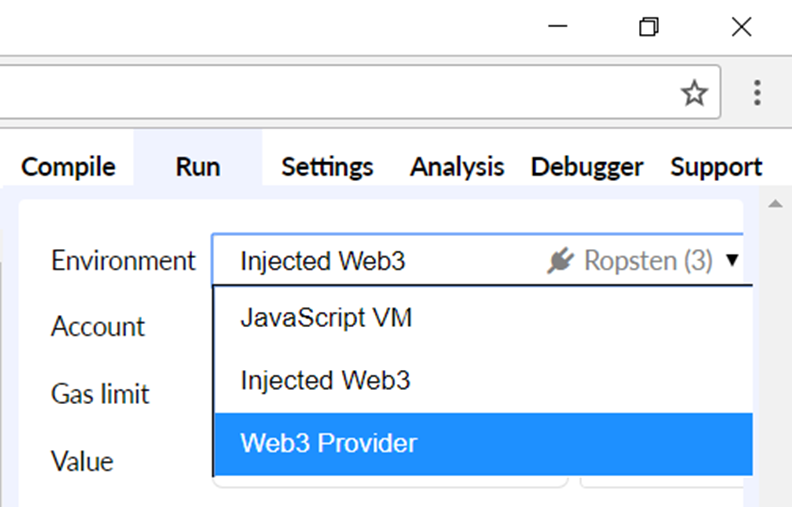 Compile Run Settings Analysis Debugger Support
Environment Injected Web3 Ropsten (3)
JavaScript VM
Account
Injected Web3
Gas limit
Web3 Provider
Value